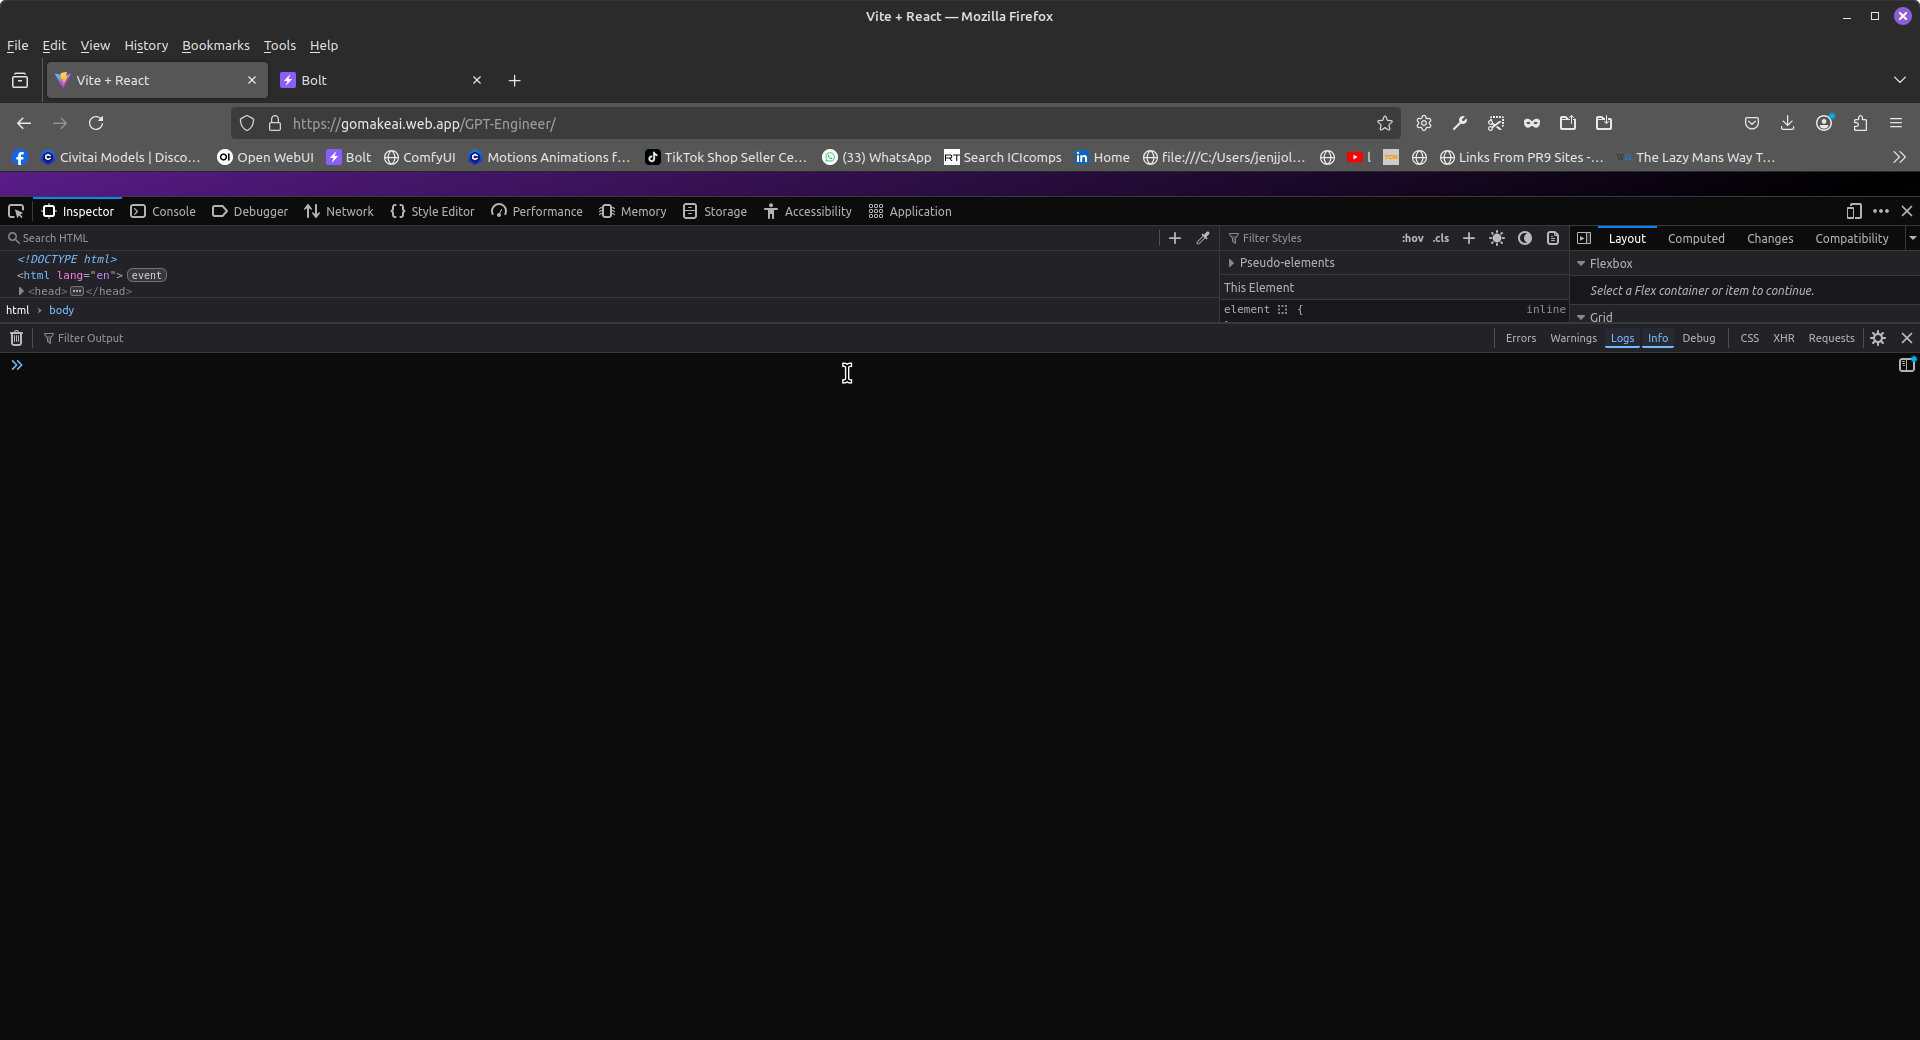 Vite + React — Mozilla Firefox
File Edit View History Bookmarks Tools Help
Vite + React Bolt
https://gomakeai.web.app/GPT-Engineer/
Civitai Models | Disco… Open WebUI Bolt ComfyUI Motions Animations f… TikTok Shop Seller Ce… (33) WhatsApp RT Search ICIcomps in Home file:///C:/Users/jenjjol… l Links From PR9 Sites -… The Lazy Mans Way T…
Inspector Console Debugger Network Style Editor Performance Memory Storage Accessibility Application
Search HTML Filter Styles :hov .cls Layout Computed Changes Compatibility
<!DOCTYPE html> Pseudo-elements Flexbox
<html lang="en"> event
<head> </head> This Element Select a Flex container or item to continue.
html body element { inline Grid
Filter Output Errors Warnings Logs Info Debug CSS XHR Requests